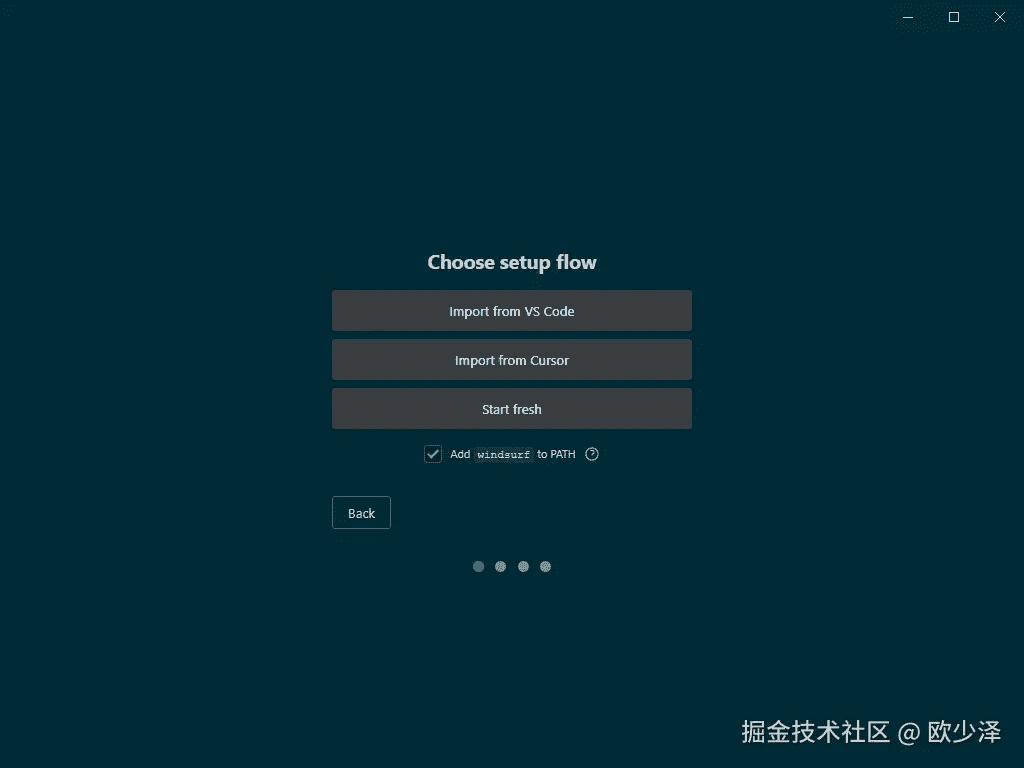 Choose setup flow
Import from VS Code
Import from Cursor
Start fresh
Add windsurf to PATH
Back
掘金技术社区 @ 欧少泽